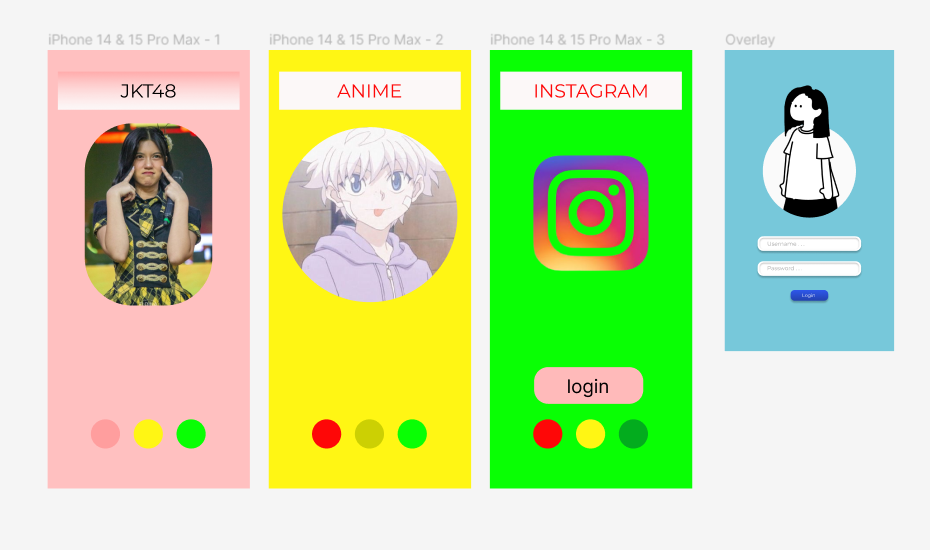 iPhone 14 & 15 Pro Max - 1
iPhone 14 & 15 Pro Max - 2
iPhone 14 & 15 Pro Max - 3
Overlay
JKT48
ANIME
INSTAGRAM
Username ...
Password ...
Login
login